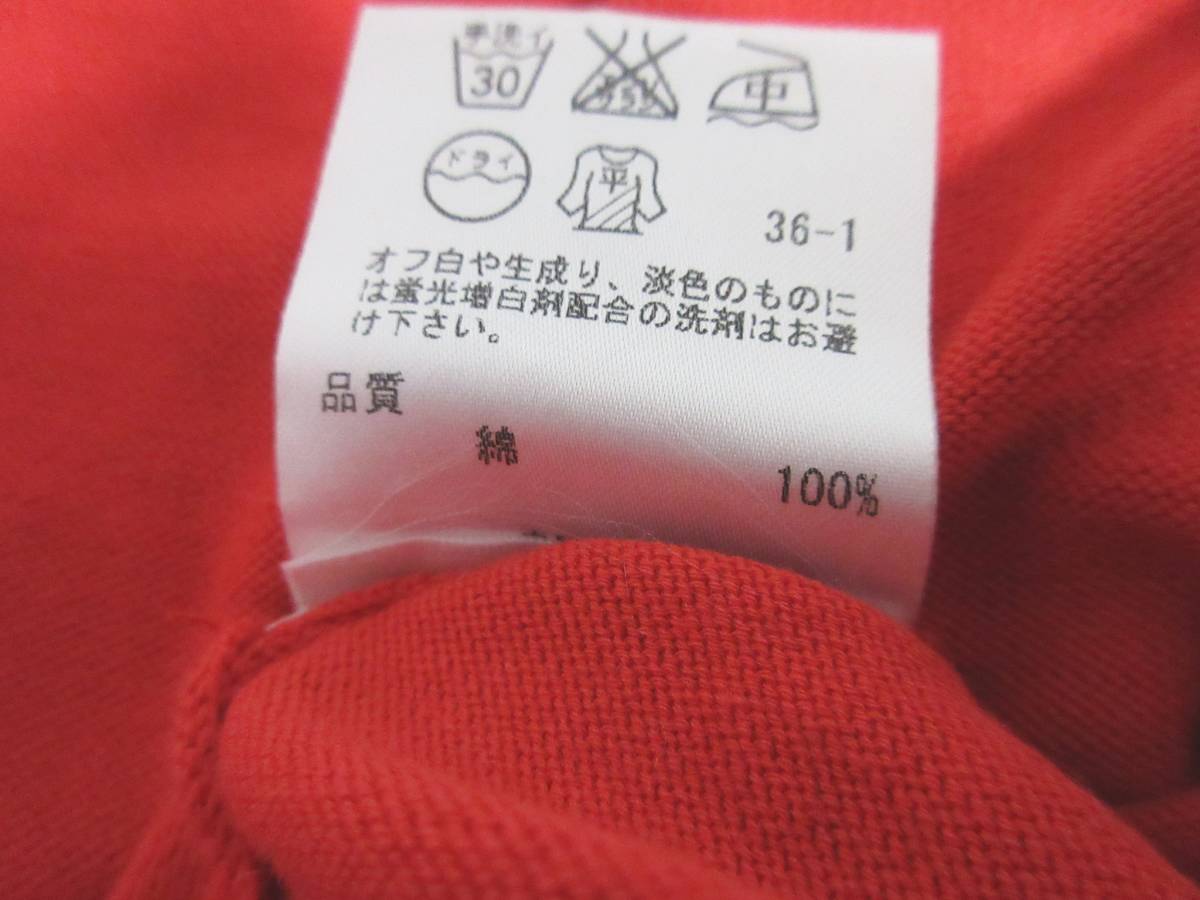 手洗イ
30
中
ドライ
平
36-1
オフ白や生成り、淡色のものに
は蛍光増白剤配合の洗剤はお避
け下さい。
品質
綿
100%